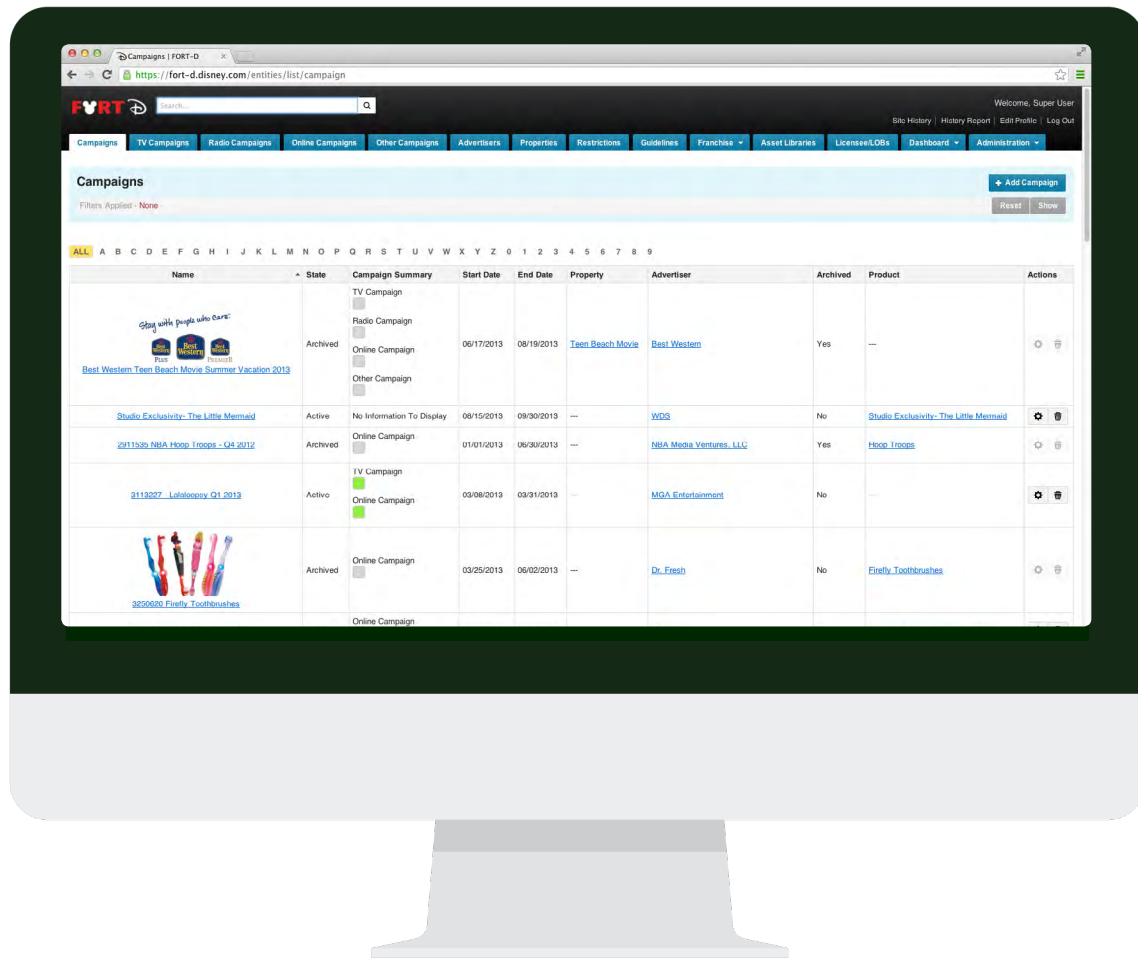 Campaigns | FORT-D
https://fort-d.disney.com/entities/list/campaign
FORT D Search... Welcome, Super User
Site History | History Report | Edit Profile | Log Out
Campaigns TV Campaigns Radio Campaigns Online Campaigns Other Campaigns Advertisers Properties Restrictions Guidelines Franchise Asset Libraries Licensee/LOBs Dashboard Administration
Campaigns + Add Campaign
Filters Applied - None Reset Show
ALL A B C D E F G H I J K L M N O P Q R S T U V W X Y Z 0 1 2 3 4 5 6 7 8 9
Name State Campaign Summary Start Date End Date Property Advertiser Archived Product Actions
Stay with people who care.
Best Western PLUS Best Western Best Western PREMIER
Best Western Teen Beach Movie Summer Vacation 2013 Archived TV Campaign Radio Campaign Online Campaign Other Campaign 06/17/2013 08/19/2013 Teen Beach Movie Best Western Yes ---
Studio Exclusivity- The Little Mermaid Active No Information To Display 08/15/2013 09/30/2013 --- WDS No Studio Exclusivity- The Little Mermaid
2911535 NBA Hoop Troops - Q4 2012 Archived Online Campaign 01/01/2013 06/30/2013 --- NBA Media Ventures, LLC Yes Hoop Troops
3113227 Lalaloopsy Q1 2013 Active TV Campaign Online Campaign 03/08/2013 03/31/2013 --- MGA Entertainment No ---
3250620 Firefly Toothbrushes Archived Online Campaign 03/25/2013 06/02/2013 --- Dr. Fresh No Firefly Toothbrushes
Online Campaign